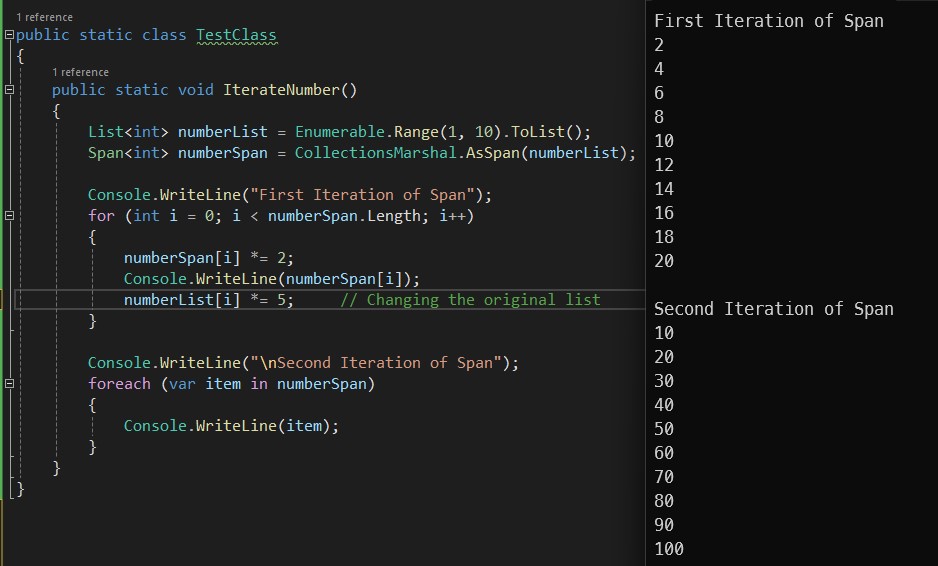 1 reference
public static class TestClass
{
1 reference
public static void IterateNumber()
{
List<int> numberList = Enumerable.Range(1, 10).ToList();
Span<int> numberSpan = CollectionsMarshal.AsSpan(numberList);
Console.WriteLine("First Iteration of Span");
for (int i = 0; i < numberSpan.Length; i++)
{
numberSpan[i] *= 2;
Console.WriteLine(numberSpan[i]);
numberList[i] *= 5;     // Changing the original list
}
Console.WriteLine("\nSecond Iteration of Span");
foreach (var item in numberSpan)
{
Console.WriteLine(item);
}
}
}
First Iteration of Span
2
4
6
8
10
12
14
16
18
20
Second Iteration of Span
10
20
30
40
50
60
70
80
90
100